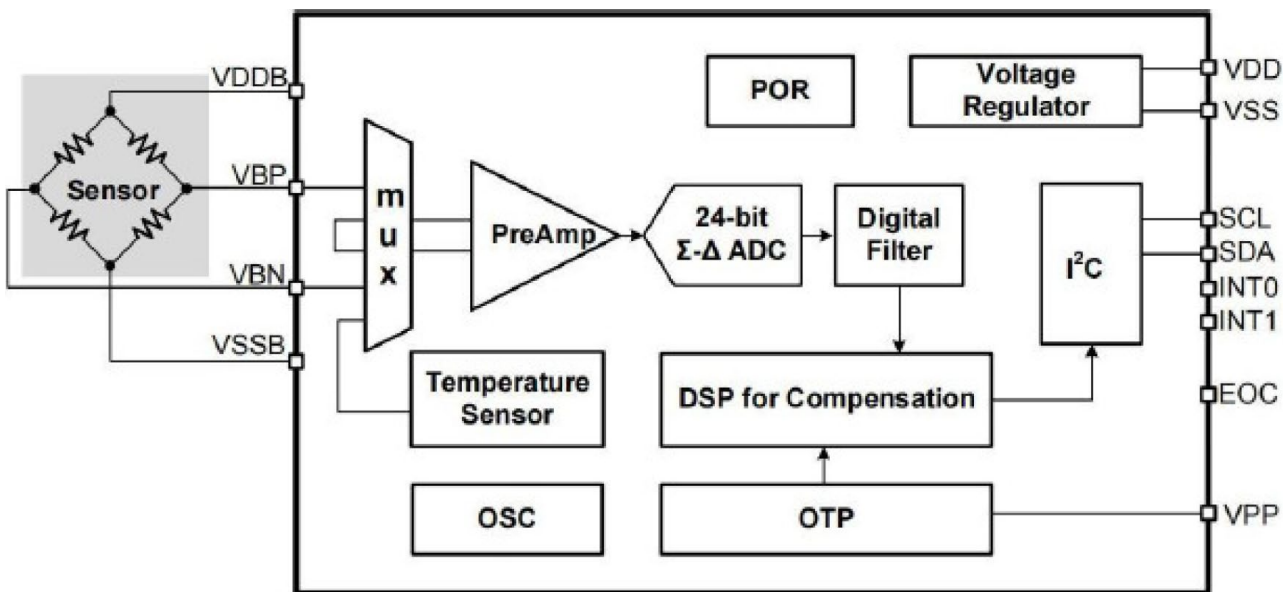 VDDB
VBP
VBN
VSSB
Sensor
m
u
x
PreAmp
24-bit
Σ-Δ ADC
Digital
Filter
POR
Voltage
Regulator
I²C
Temperature
Sensor
DSP for Compensation
OSC
OTP
VDD
VSS
SCL
SDA
INT0
INT1
EOC
VPP